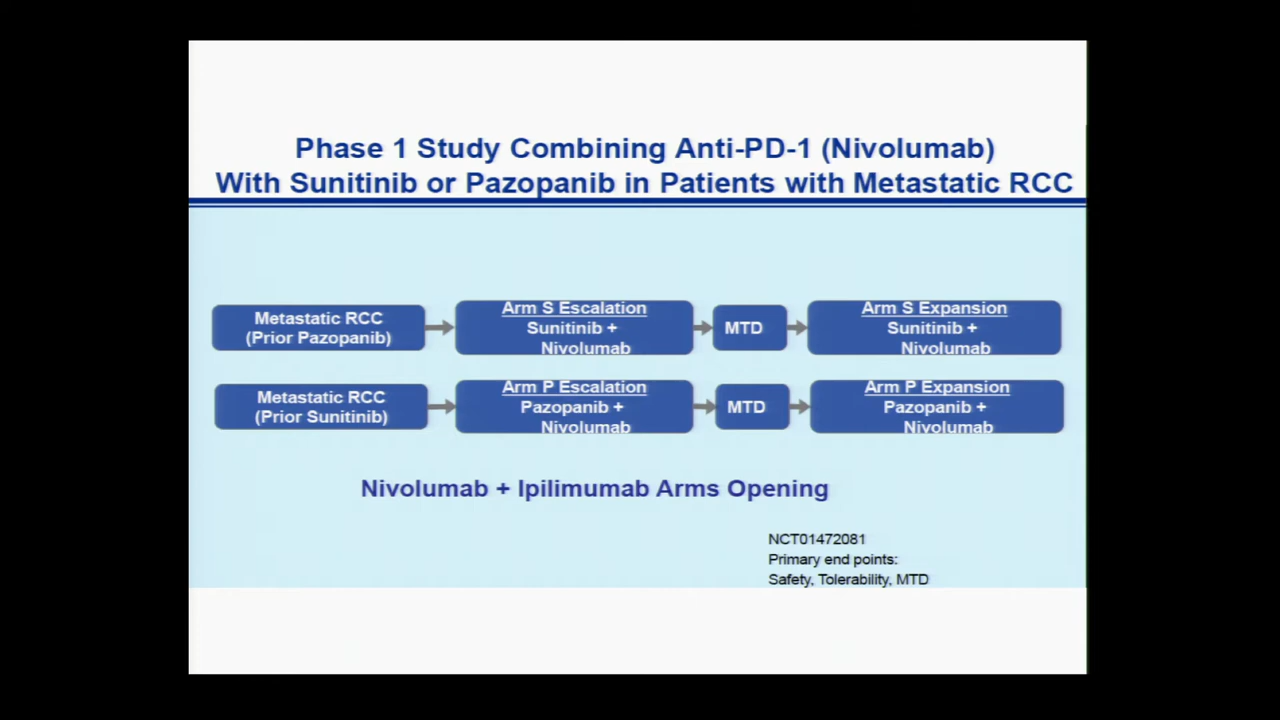 Phase 1 Study Combining Anti-PD-1 (Nivolumab)
With Sunitinib or Pazopanib in Patients with Metastatic RCC
Metastatic RCC
(Prior Pazopanib)
Arm S Escalation
Sunitinib +
Nivolumab
MTD
Arm S Expansion
Sunitinib +
Nivolumab
Metastatic RCC
(Prior Sunitinib)
Arm P Escalation
Pazopanib +
Nivolumab
MTD
Arm P Expansion
Pazopanib +
Nivolumab
Nivolumab + Ipilimumab Arms Opening
NCT01472081
Primary end points:
Safety, Tolerability, MTD